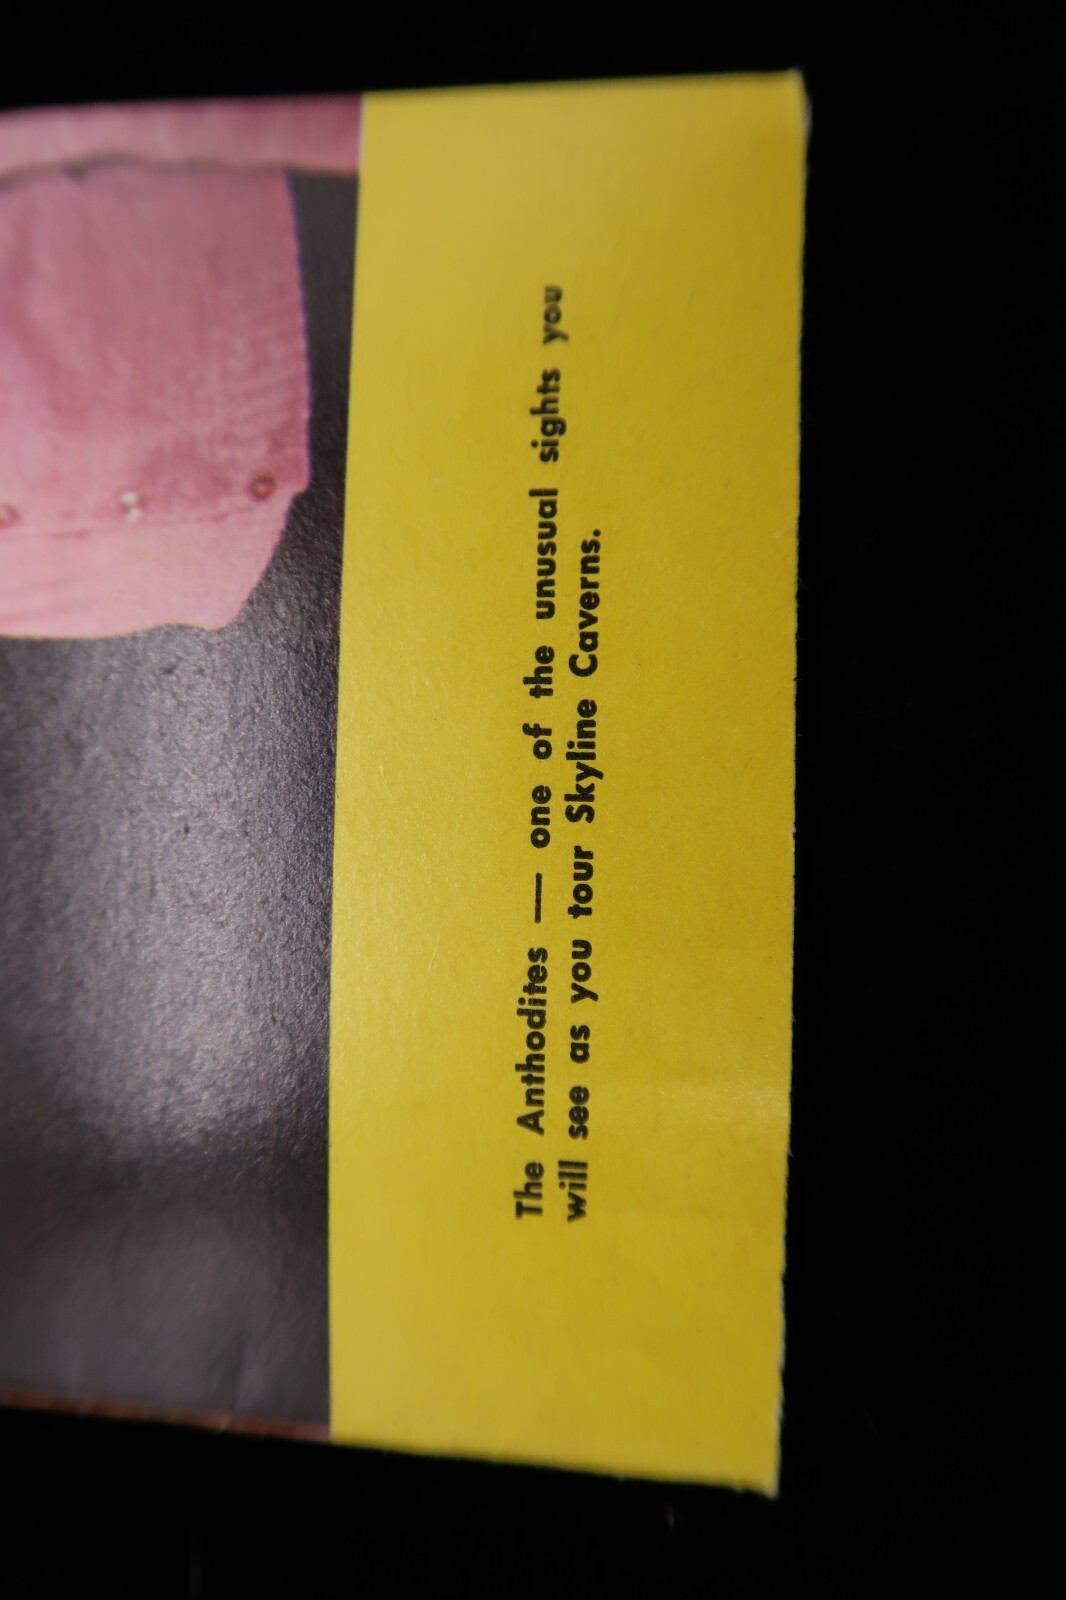 The Anthodites — one of the unusual sights you
will see as you tour Skyline Caverns.